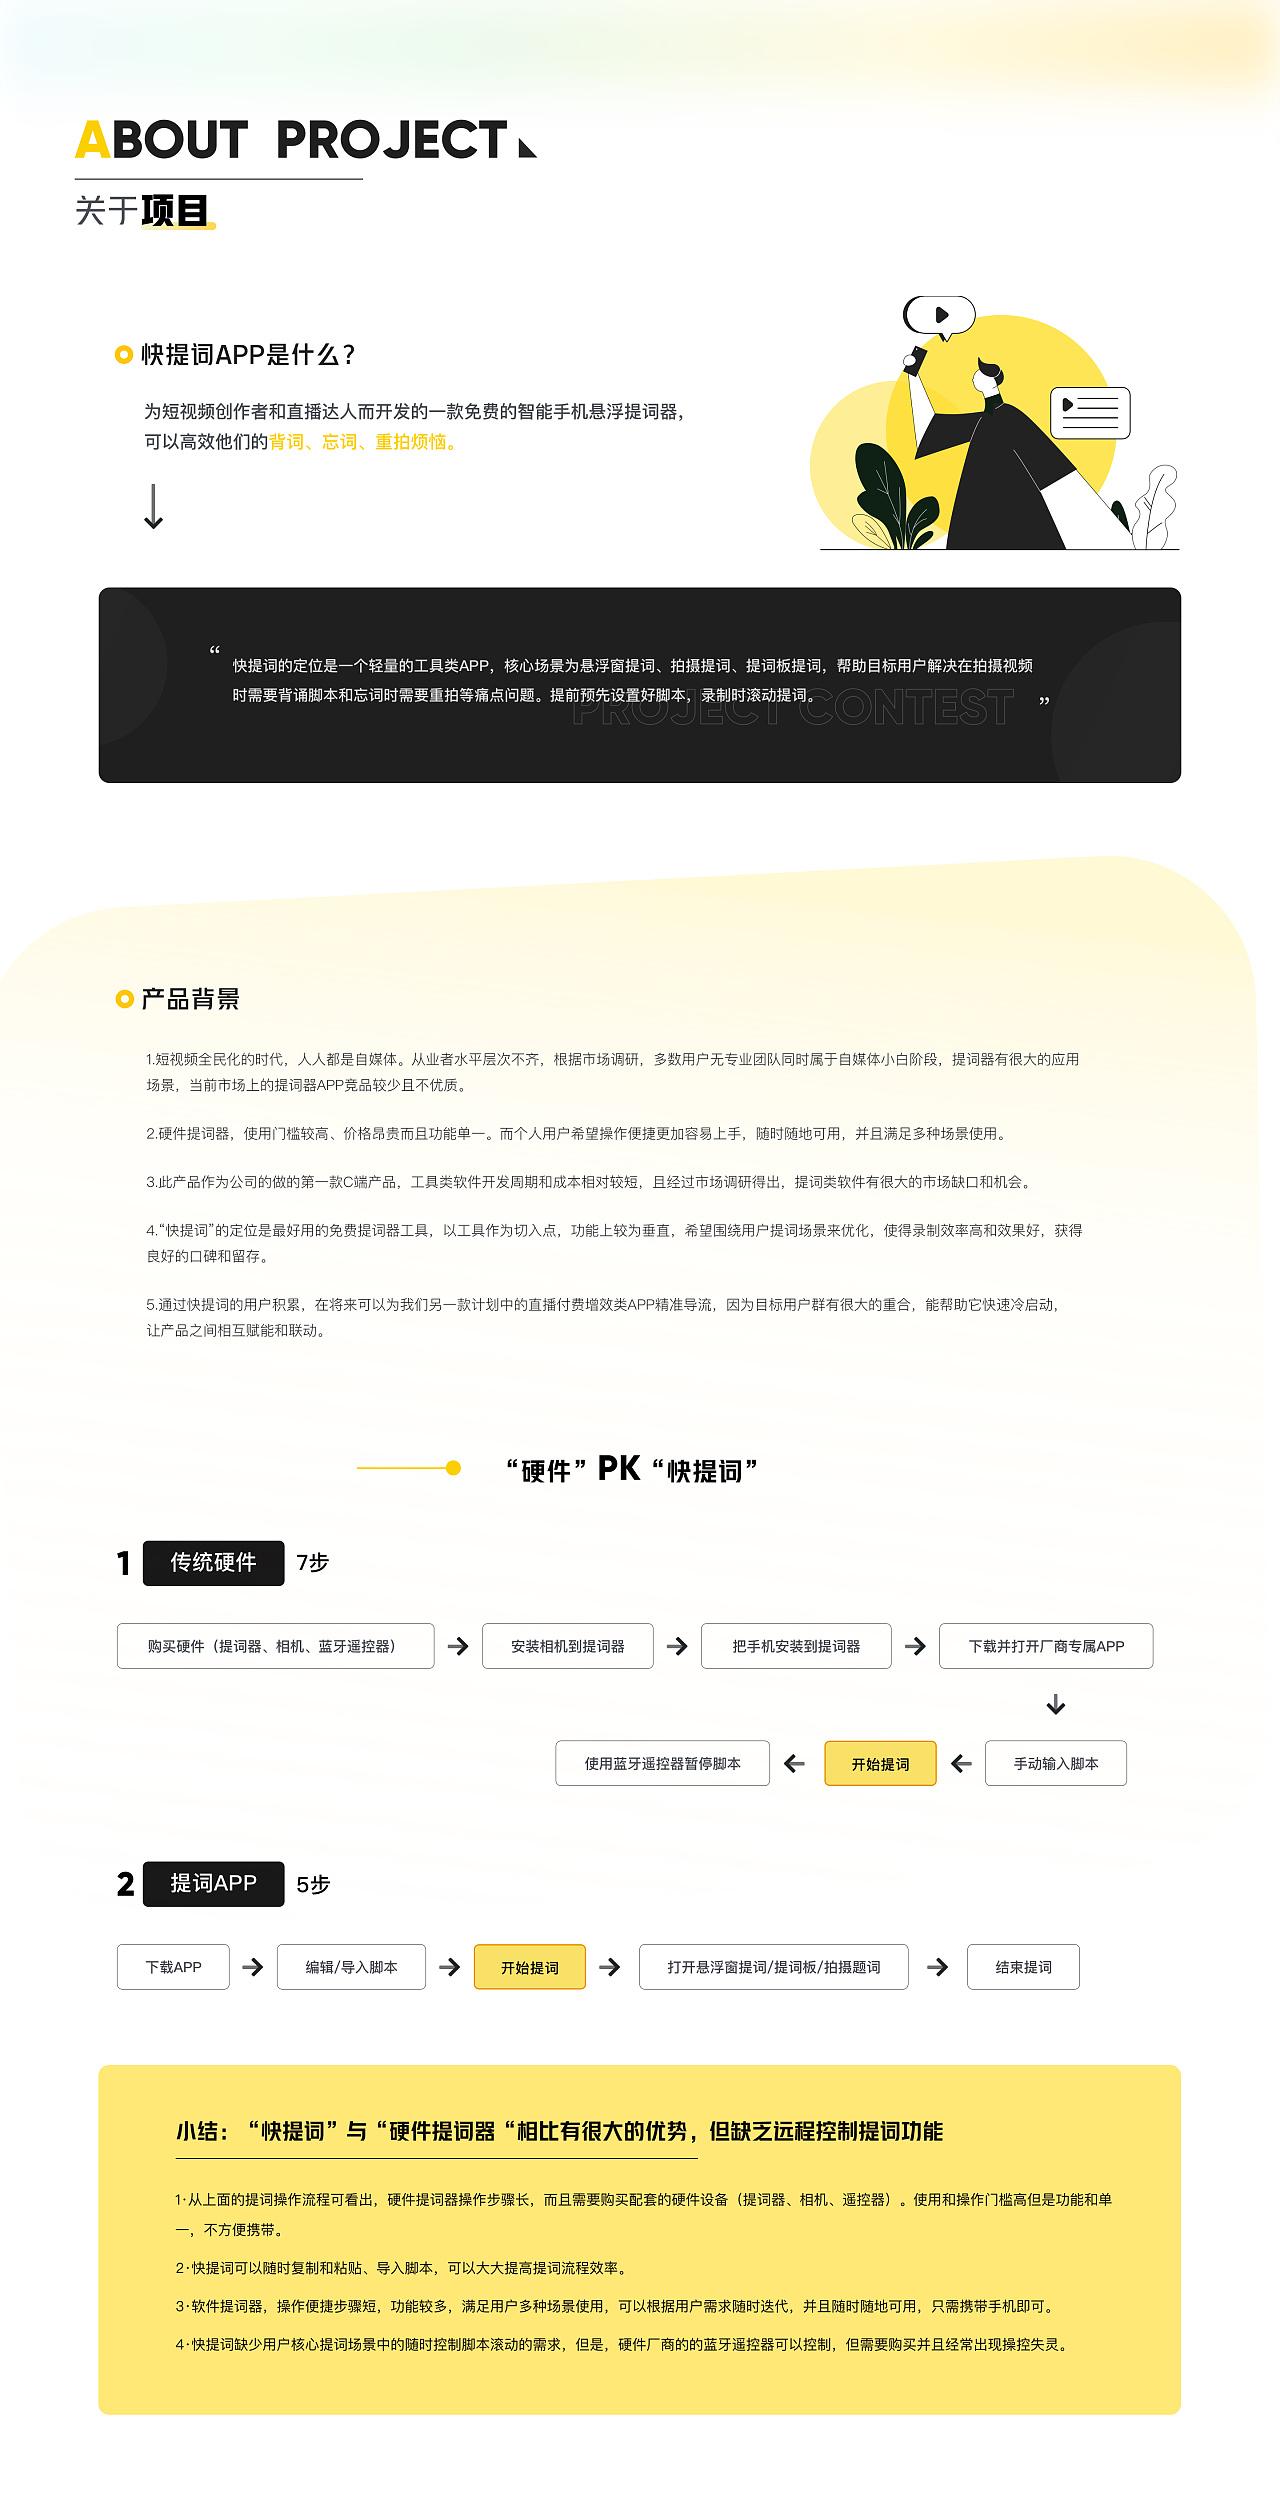 ABOUT PROJECT
关于项目
快提词APP是什么？
为短视频创作者和直播达人而开发的一款免费的智能手机悬浮提词器，
可以高效他们的背词、忘词、重拍烦恼。
“ 快提词的定位是一个轻量的工具类APP，核心场景为悬浮窗提词、拍摄提词、提词板提词，帮助目标用户解决在拍摄视频
时需要背诵脚本和忘词时需要重拍等痛点问题。提前预先设置好脚本，录制时滚动提词。 ”
PROJECT CONTEST
产品背景
1.短视频全民化的时代，人人都是自媒体。从业者水平层次不齐，根据市场调研，多数用户无专业团队同时属于自媒体小白阶段，提词器有很大的应用
场景，当前市场上的提词器APP竞品较少且不优质。
2.硬件提词器，使用门槛较高、价格昂贵而且功能单一。而个人用户希望操作便捷更加容易上手，随时随地可用，并且满足多种场景使用。
3.此产品作为公司的做的第一款C端产品，工具类软件开发周期和成本相对较短，且经过市场调研得出，提词类软件有很大的市场缺口和机会。
4.“快提词”的定位是最好用的免费提词器工具，以工具作为切入点，功能上较为垂直，希望围绕用户提词场景来优化，使得录制效率高和效果好，获得
良好的口碑和留存。
5.通过快提词的用户积累，在将来可以为我们另一款计划中的直播付费增效类APP精准导流，因为目标用户群有很大的重合，能帮助它快速冷启动，
让产品之间相互赋能和联动。
“硬件” PK “快提词”
1 传统硬件 7步
购买硬件（提词器、相机、蓝牙遥控器） 安装相机到提词器 把手机安装到提词器 下载并打开厂商专属APP
使用蓝牙遥控器暂停脚本 开始提词 手动输入脚本
2 提词APP 5步
下载APP 编辑/导入脚本 开始提词 打开悬浮窗提词/提词板/拍摄题词 结束提词
小结：“快提词”与“硬件提词器“相比有很大的优势，但缺乏远程控制提词功能
1·从上面的提词操作流程可看出，硬件提词器操作步骤长，而且需要购买配套的硬件设备（提词器、相机、遥控器）。使用和操作门槛高但是功能和单
一，不方便携带。
2·快提词可以随时复制和粘贴、导入脚本，可以大大提高提词流程效率。
3·软件提词器，操作便捷步骤短，功能较多，满足用户多种场景使用，可以根据用户需求随时迭代，并且随时随地可用，只需携带手机即可。
4·快提词缺少用户核心提词场景中的随时控制脚本滚动的需求，但是，硬件厂商的的蓝牙遥控器可以控制，但需要购买并且经常出现操控失灵。